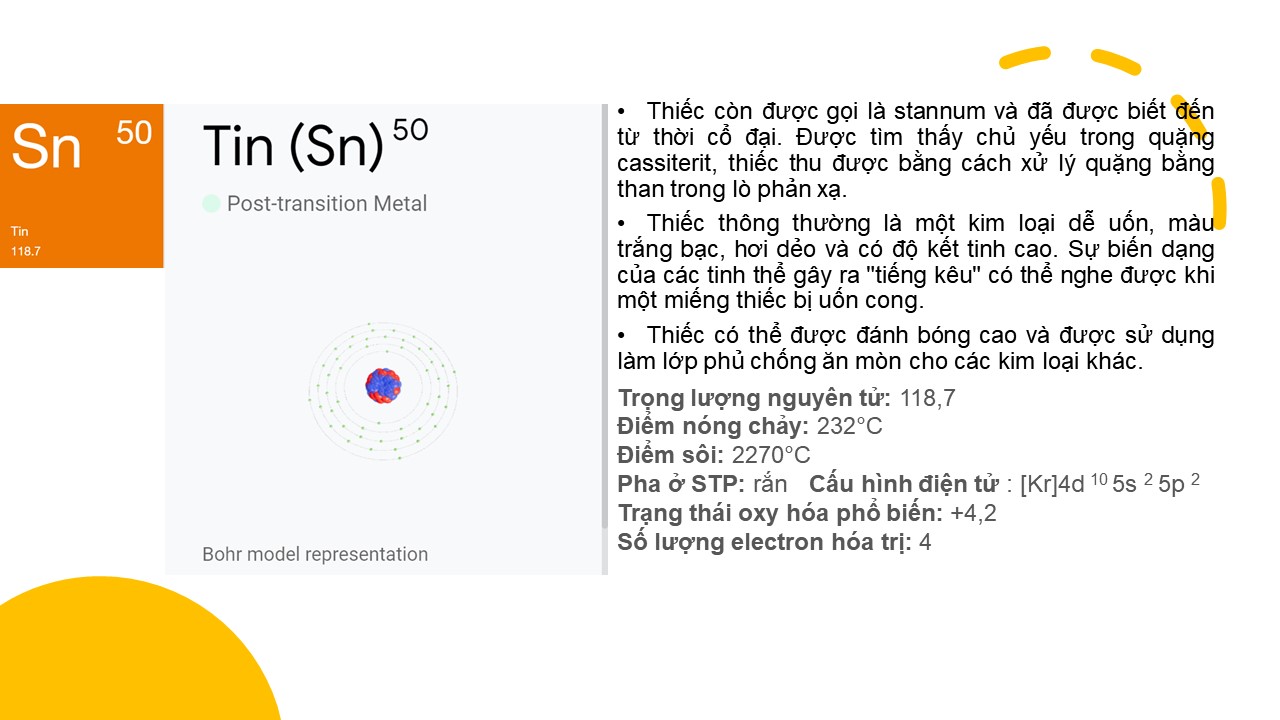 Sn 50
Tin
118.7
Tin (Sn) 50
Post-transition Metal
Bohr model representation
• Thiếc còn được gọi là stannum và đã được biết đến
từ thời cổ đại. Được tìm thấy chủ yếu trong quặng
cassiterit, thiếc thu được bằng cách xử lý quặng bằng
than trong lò phản xạ.
• Thiếc thông thường là một kim loại dễ uốn, màu
trắng bạc, hơi dẻo và có độ kết tinh cao. Sự biến dạng
của các tinh thể gây ra "tiếng kêu" có thể nghe được khi
một miếng thiếc bị uốn cong.
• Thiếc có thể được đánh bóng cao và được sử dụng
làm lớp phủ chống ăn mòn cho các kim loại khác.
Trọng lượng nguyên tử: 118,7
Điểm nóng chảy: 232°C
Điểm sôi: 2270°C
Pha ở STP: rắn Cấu hình điện tử : [Kr]4d 10 5s 2 5p 2
Trạng thái oxy hóa phổ biến: +4,2
Số lượng electron hóa trị: 4